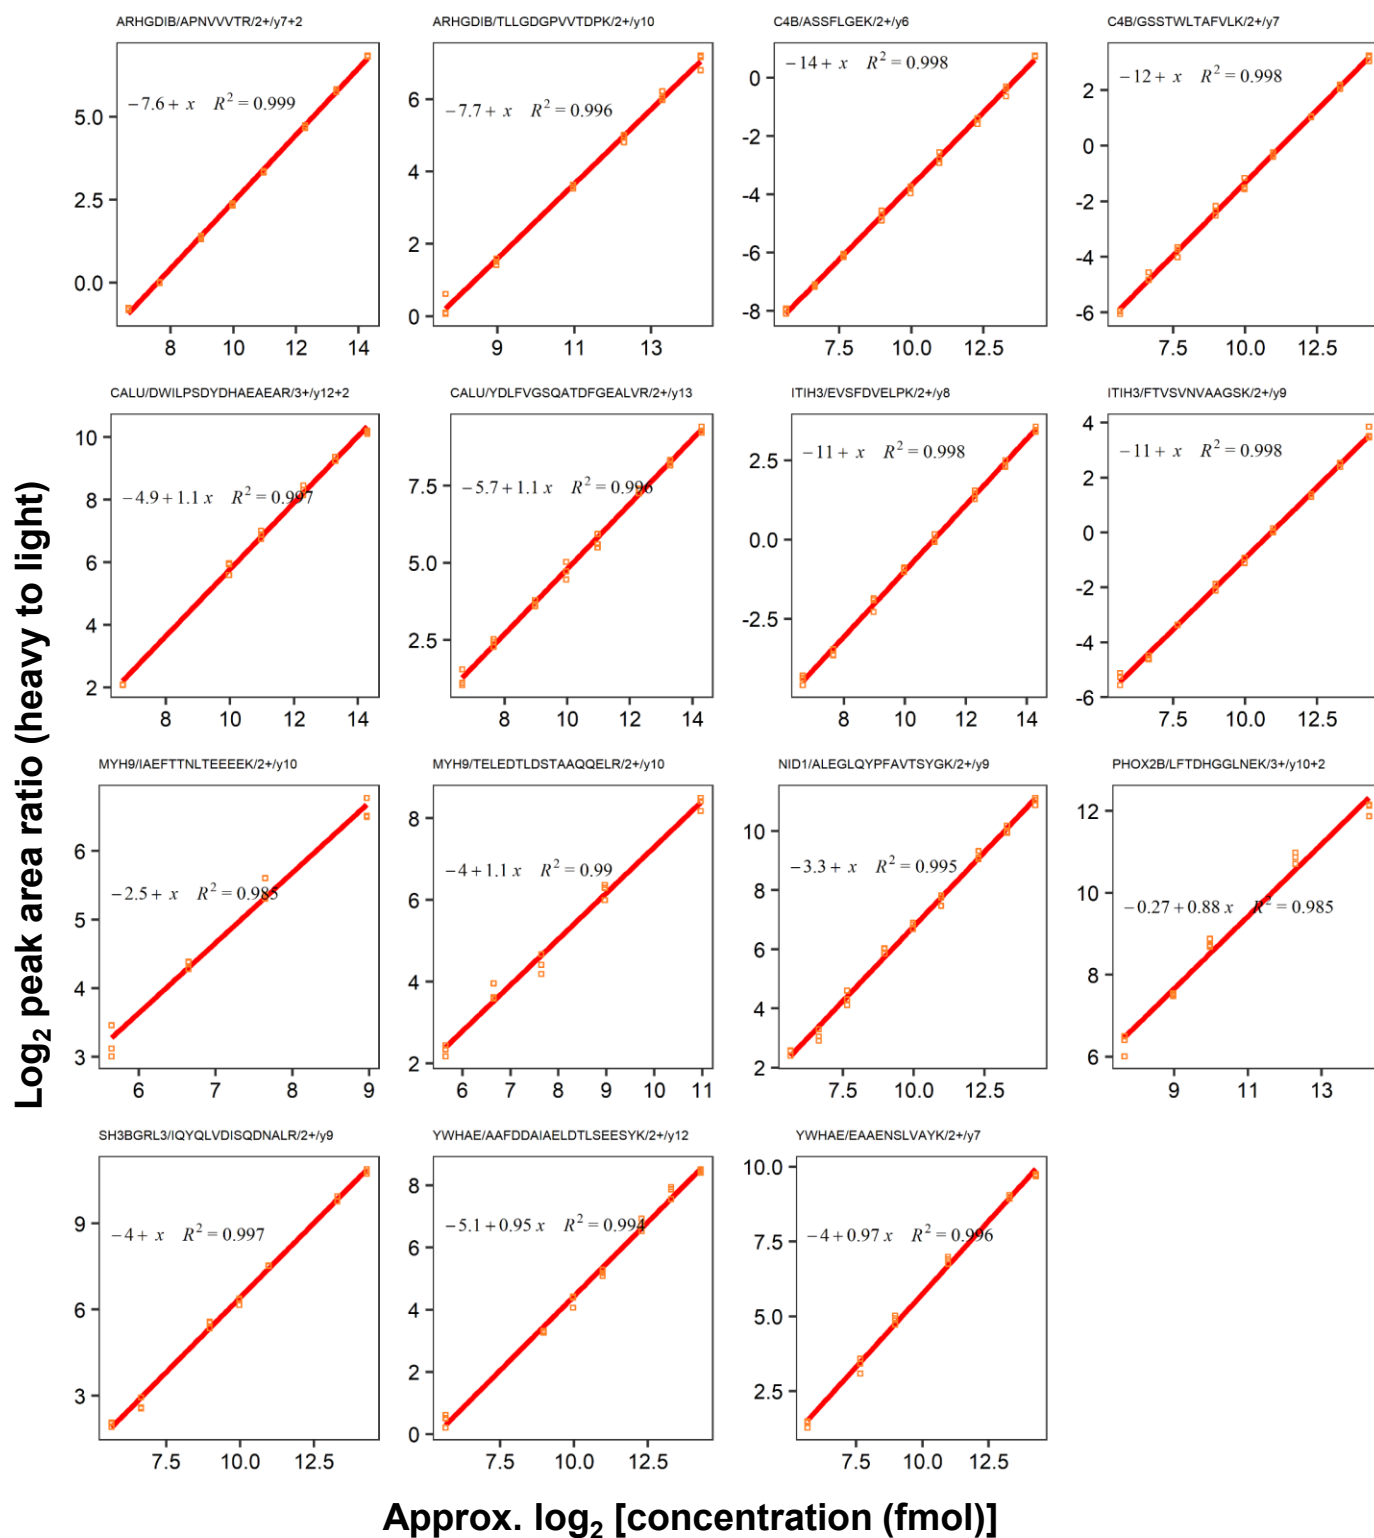 ARHGDIB/APNVVVTR/2+/y7+2
−7.6 + x R² = 0.999
5.0
2.5
0.0
8 10 12 14
ARHGDIB/TLLGDGPVVTDPK/2+/y10
−7.7 + x R² = 0.996
6
4
2
0
9 11 13
C4B/ASSFLGEK/2+/y6
−14 + x R² = 0.998
0
-2
-4
-6
-8
7.5 10.0 12.5
C4B/GSSTWLTAFVLK/2+/y7
−12 + x R² = 0.998
2
0
-2
-4
-6
7.5 10.0 12.5
CALU/DWILPSDYDHAEAEAR/3+/y12+2
10
−4.9 + 1.1 x R² = 0.997
8
6
4
2
8 10 12 14
CALU/YDLFVGSQATDFGEALVR/2+/y13
−5.7 + 1.1 x R² = 0.996
7.5
5.0
2.5
8 10 12 14
ITIH3/EVSFDVELPK/2+/y8
−11 + x R² = 0.998
2.5
0.0
-2.5
8 10 12 14
ITIH3/FTVSVNVAAGSK/2+/y9
4
−11 + x R² = 0.998
2
0
-2
-4
-6
7.5 10.0 12.5
MYH9/IAEFTTNLTEEEEK/2+/y10
6
−2.5 + x R² = 0.985
5
4
3
6 7 8 9
MYH9/TELEDTLDSTAAQQELR/2+/y10
8
−4 + 1.1 x R² = 0.99
6
4
2
6 7 8 9 10 11
NID1/ALEGLQYPFAVTSYGK/2+/y9
10
−3.3 + x R² = 0.995
8
6
4
2
7.5 10.0 12.5
PHOX2B/LFTDHGGLNEK/3+/y10+2
12
10
−0.27 + 0.88 x R² = 0.985
8
6
9 11 13
SH3BGRL3/IQYQLVDISQDNALR/2+/y9
9
−4 + x R² = 0.997
6
3
7.5 10.0 12.5
YWHAE/AAFDDAIAELDTLSEESYK/2+/y12
8
−5.1 + 0.95 x R² = 0.994
6
4
2
0
7.5 10.0 12.5
YWHAE/EAAENSLVAYK/2+/y7
10.0
−4 + 0.97 x R² = 0.996
7.5
5.0
2.5
7.5 10.0 12.5
Log₂ peak area ratio (heavy to light)
Approx. log₂ [concentration (fmol)]